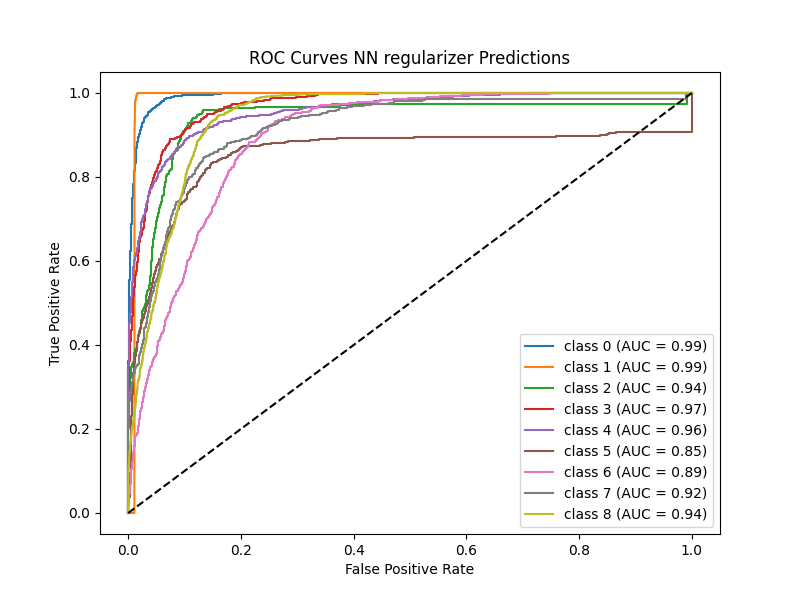 ROC Curves NN regularizer Predictions
True Positive Rate
1.0
0.8
0.6
0.4
0.2
0.0
class 0 (AUC = 0.99)
class 1 (AUC = 0.99)
class 2 (AUC = 0.94)
class 3 (AUC = 0.97)
class 4 (AUC = 0.96)
class 5 (AUC = 0.85)
class 6 (AUC = 0.89)
class 7 (AUC = 0.92)
class 8 (AUC = 0.94)
0.0 0.2 0.4 0.6 0.8 1.0
False Positive Rate